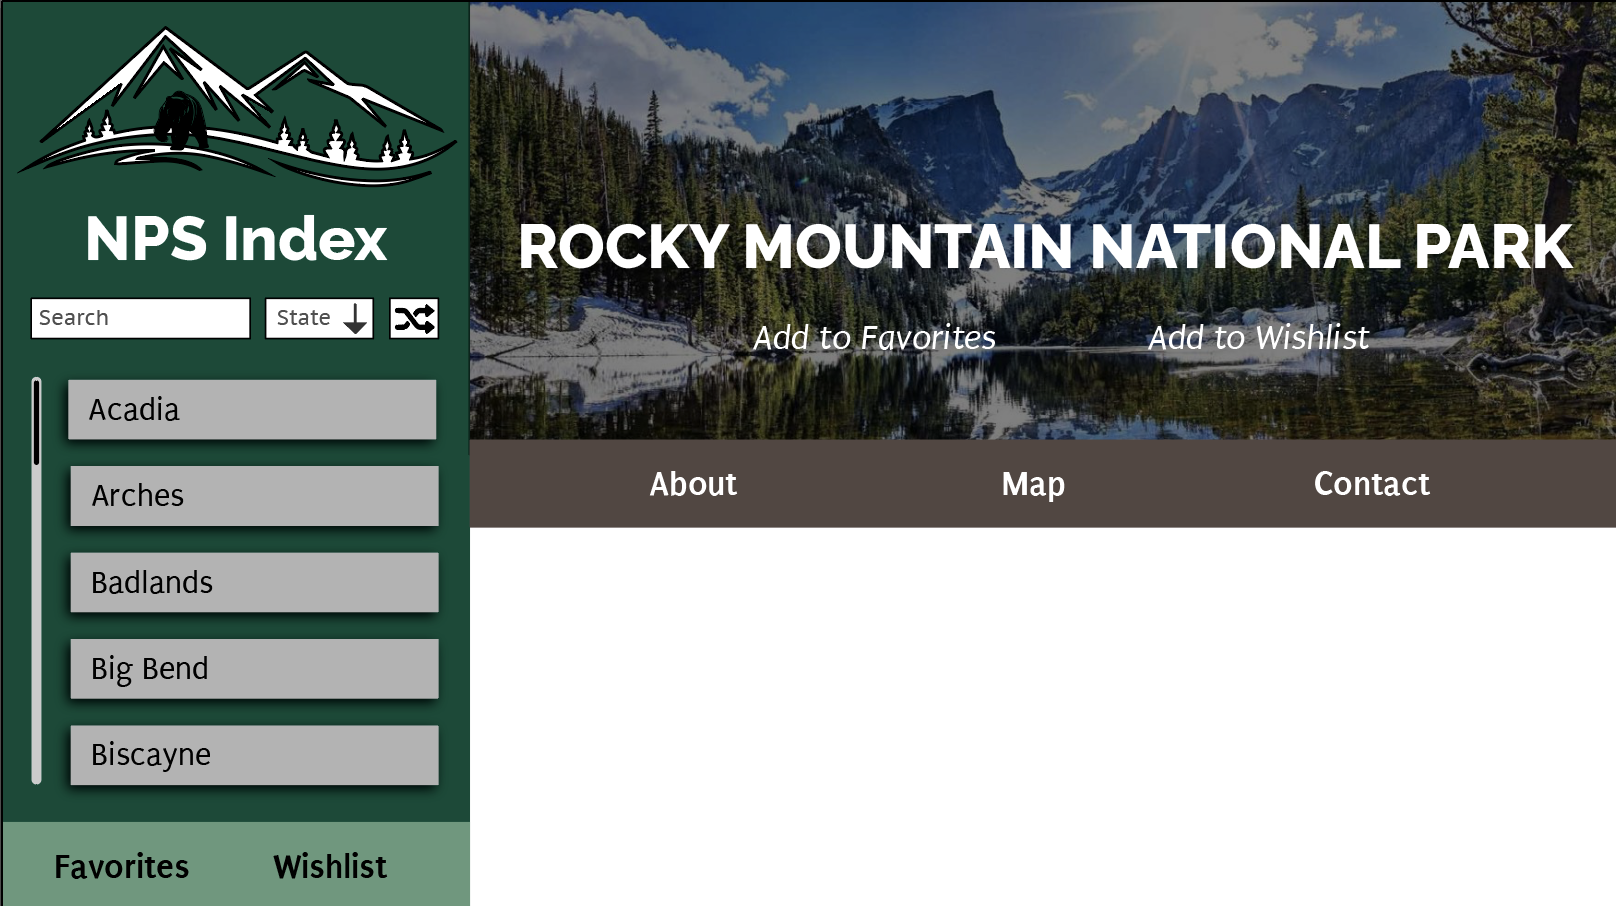 NPS Index
Search
State
Acadia
Arches
Badlands
Big Bend
Biscayne
Favorites
Wishlist
ROCKY MOUNTAIN NATIONAL PARK
Add to Favorites
Add to Wishlist
About
Map
Contact